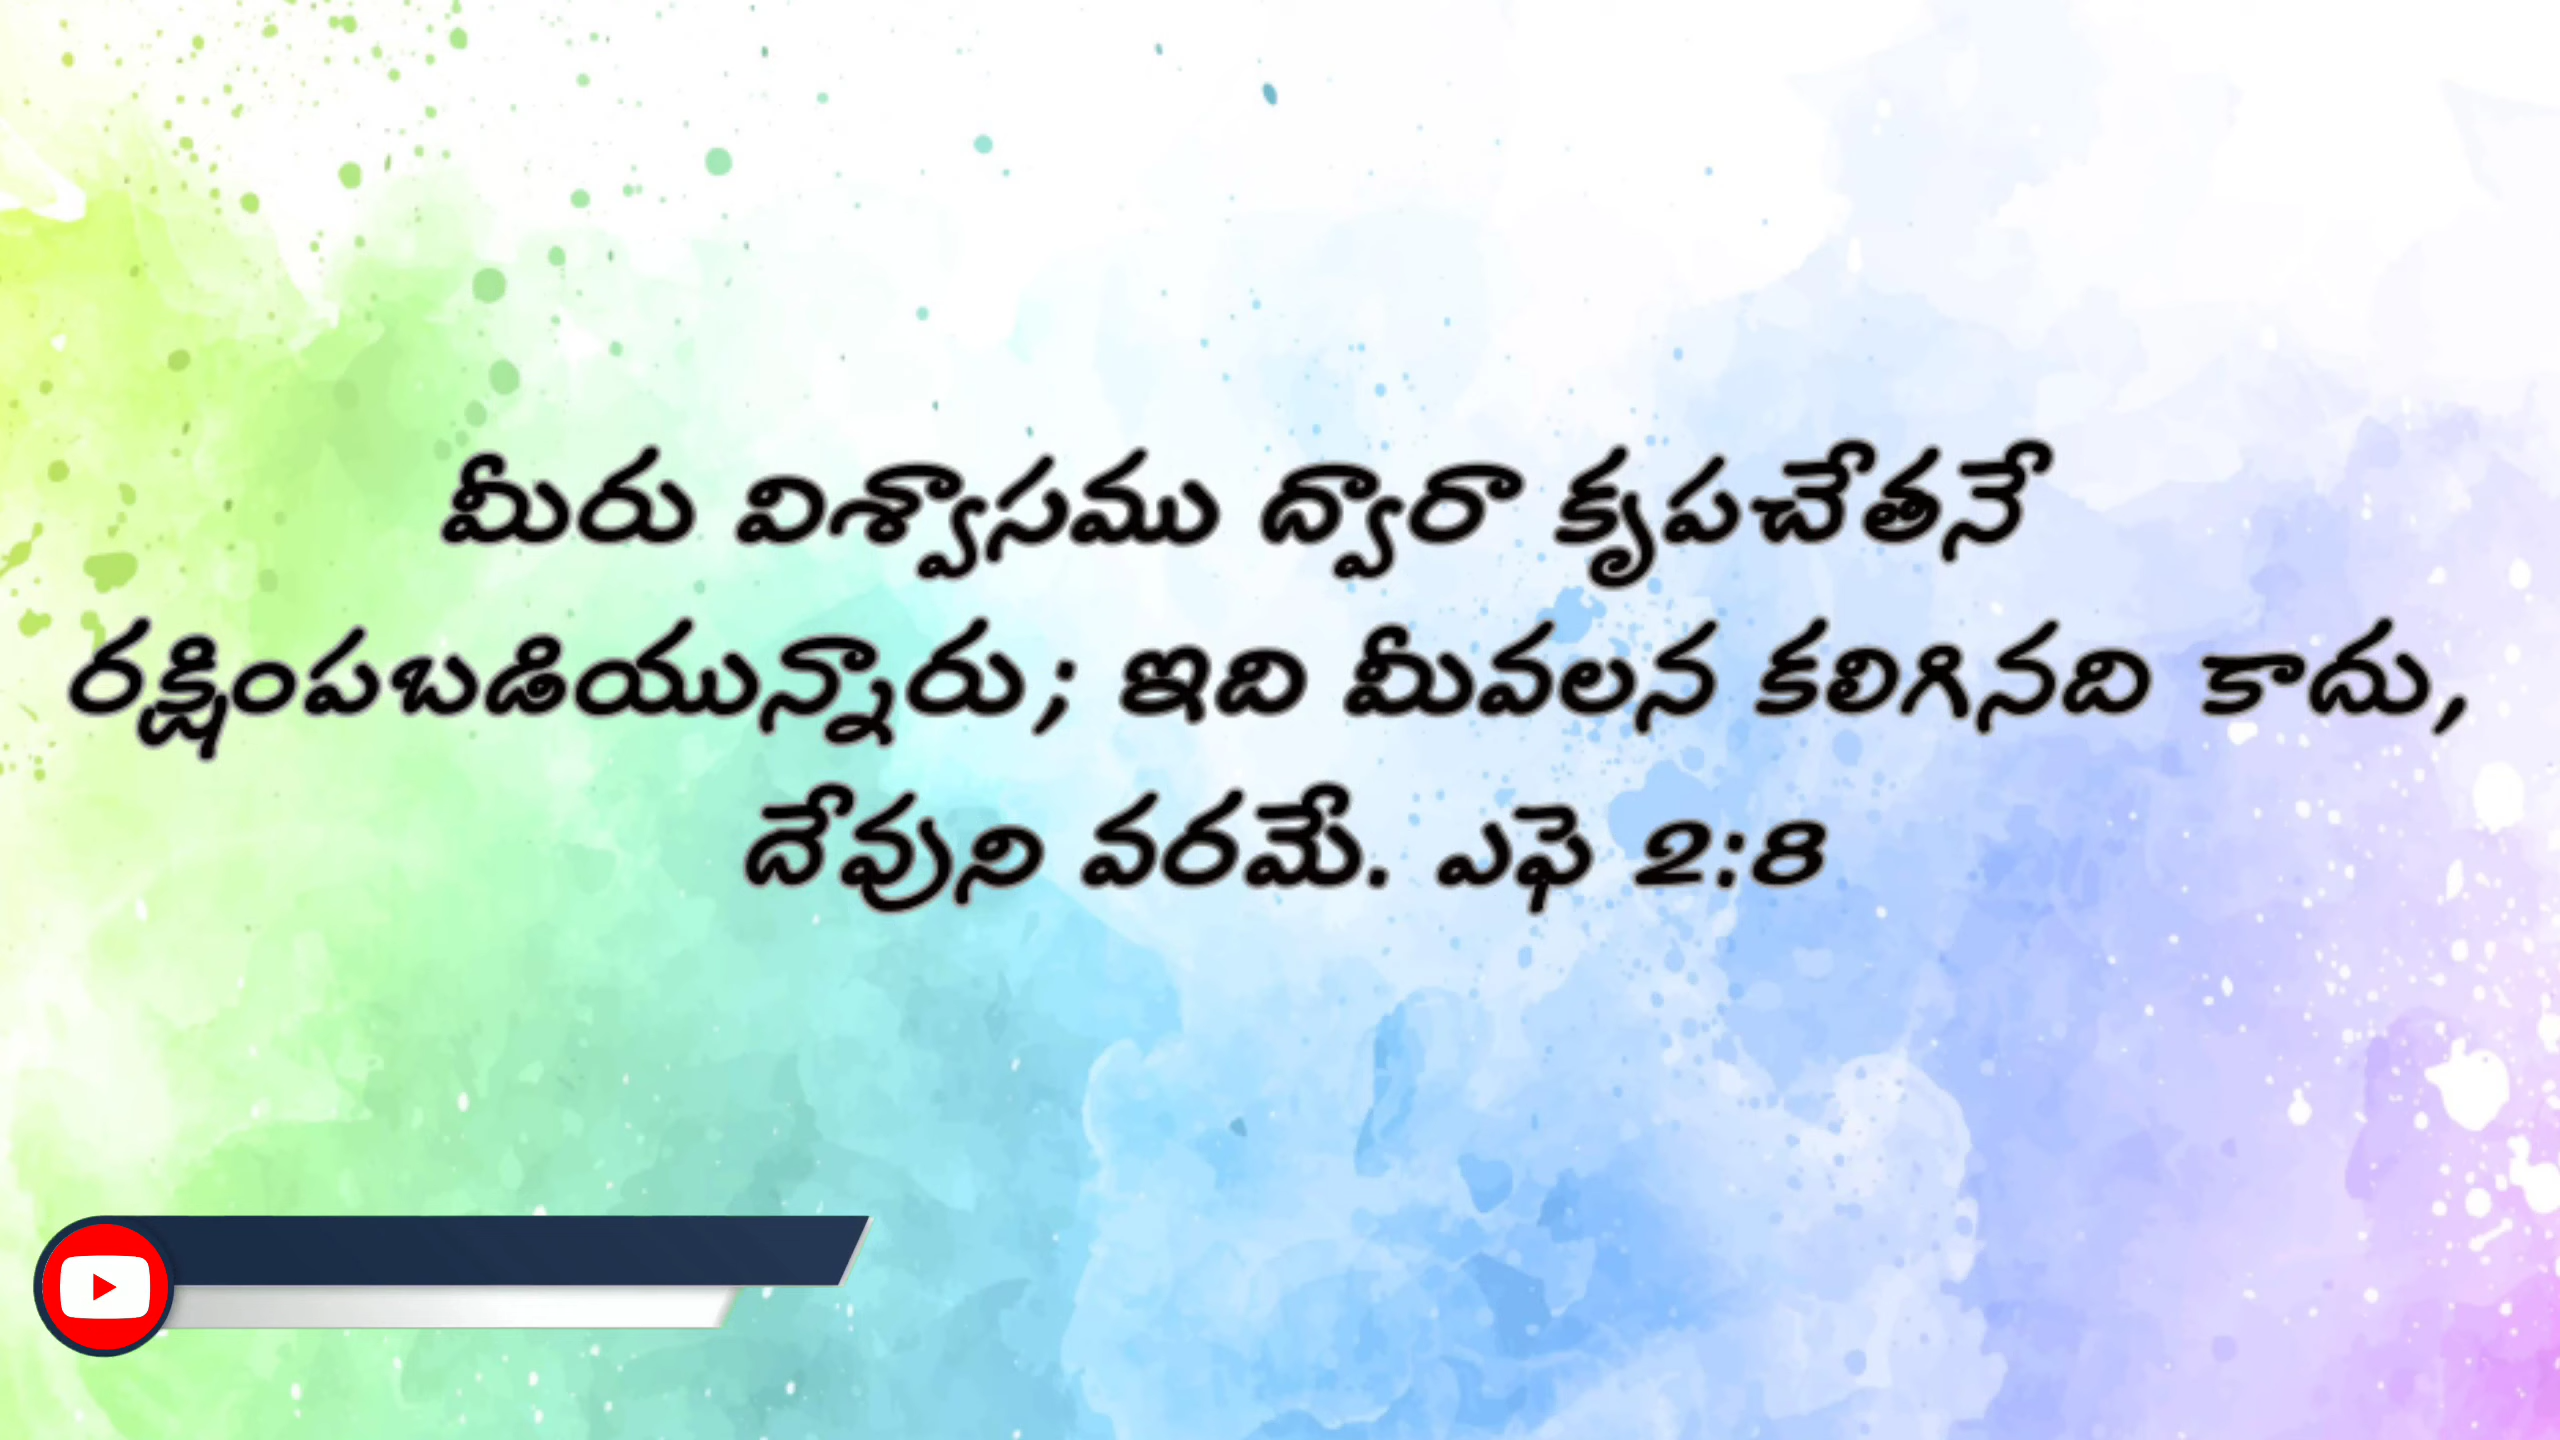 మీరు విశ్వాసము ద్వారా కృపచేతనే
రక్షింపబడియున్నారు; ఇది మీవలన కలిగినది కాదు,
దేవుని వరమే. ఎఫె 2:8